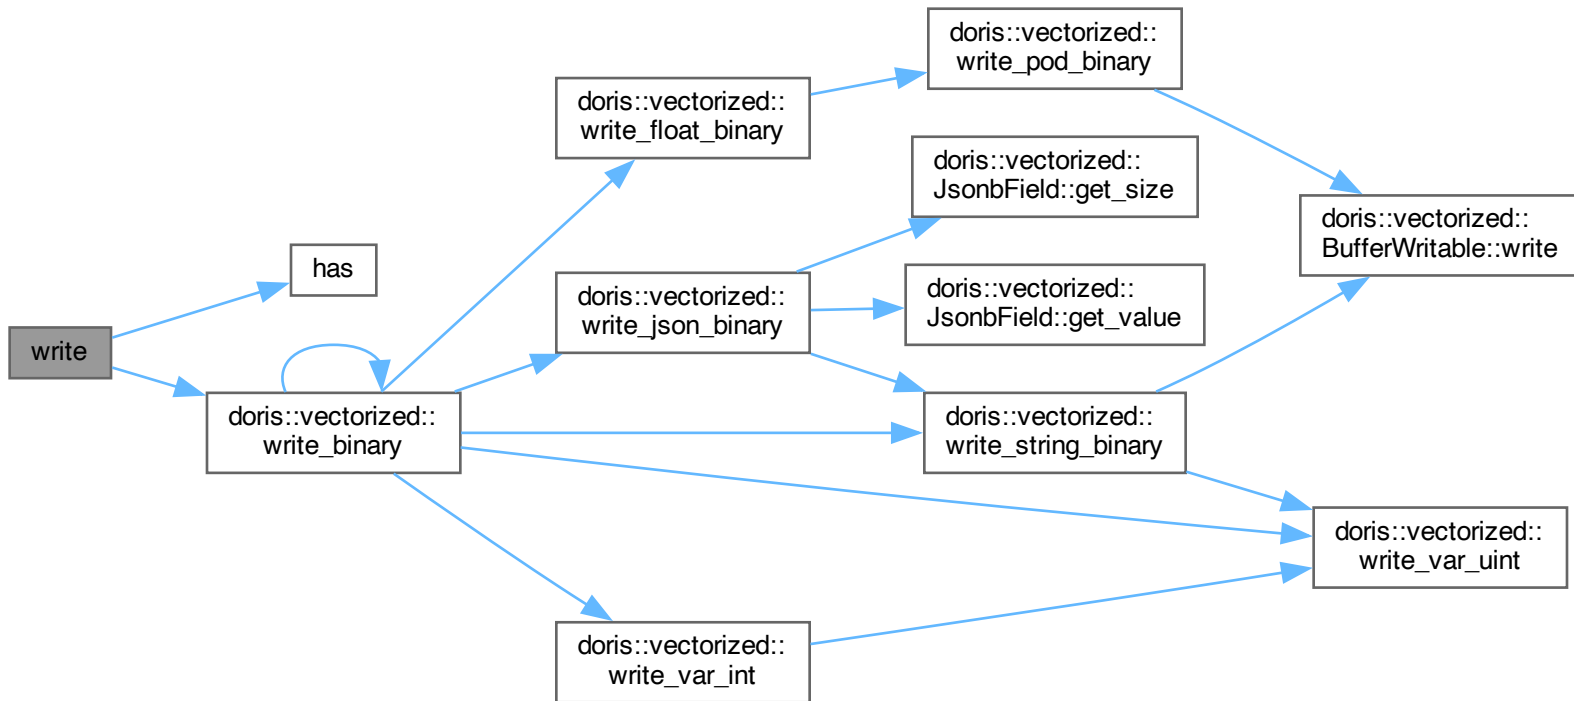 write
has
doris::vectorized::
write_binary
doris::vectorized::
write_float_binary
doris::vectorized::
write_json_binary
doris::vectorized::
write_var_int
doris::vectorized::
write_pod_binary
doris::vectorized::
JsonbField::get_size
doris::vectorized::
JsonbField::get_value
doris::vectorized::
write_string_binary
doris::vectorized::
BufferWritable::write
doris::vectorized::
write_var_uint